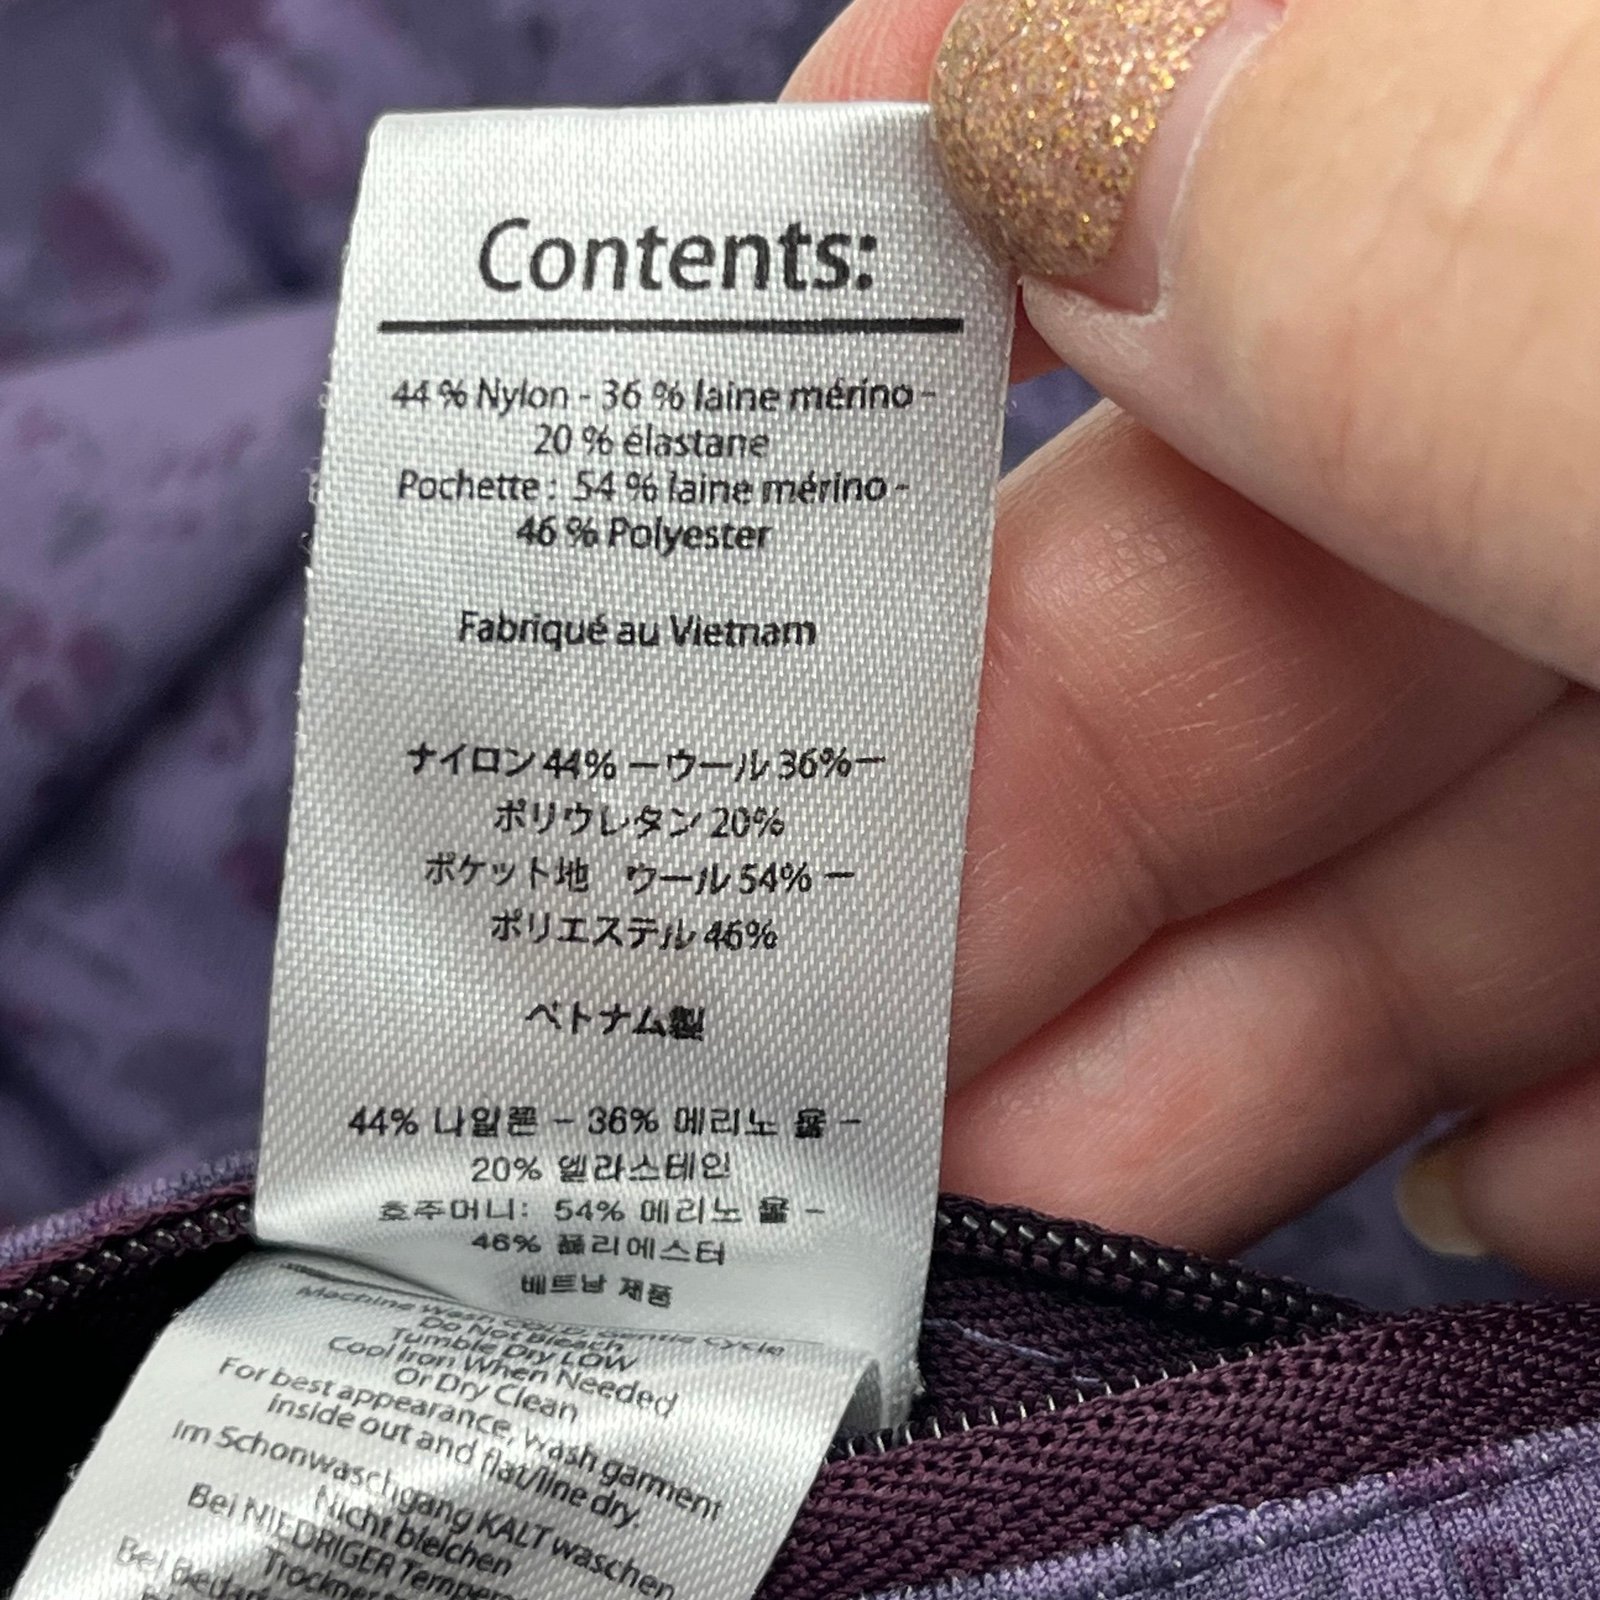 Contents:
44 % Nylon - 36 % laine mérino -
20 % élastane
Pochette : 54 % laine mérino -
46 % Polyester
Fabriqué au Vietnam
ナイロン 44% ーウール 36%ー
ポリウレタン 20%
ポケット地 ウール 54% ー
ポリエステル 46%
ベトナム製
44% 나일론 - 36% 메리노 울 -
20% 엘라스테인
호주머니: 54% 메리노 울 -
46% 폴리에스터
베트남 제품
Machine Wash COLD, Gentle Cycle
Do Not Bleach
Tumble Dry LOW
Cool Iron When Needed
Or Dry Clean
For best appearance, wash garment
inside out and flat/line dry.
Im Schonwaschgang KALT waschen
Nicht bleichen
Bei NIEDRIGER
Bei